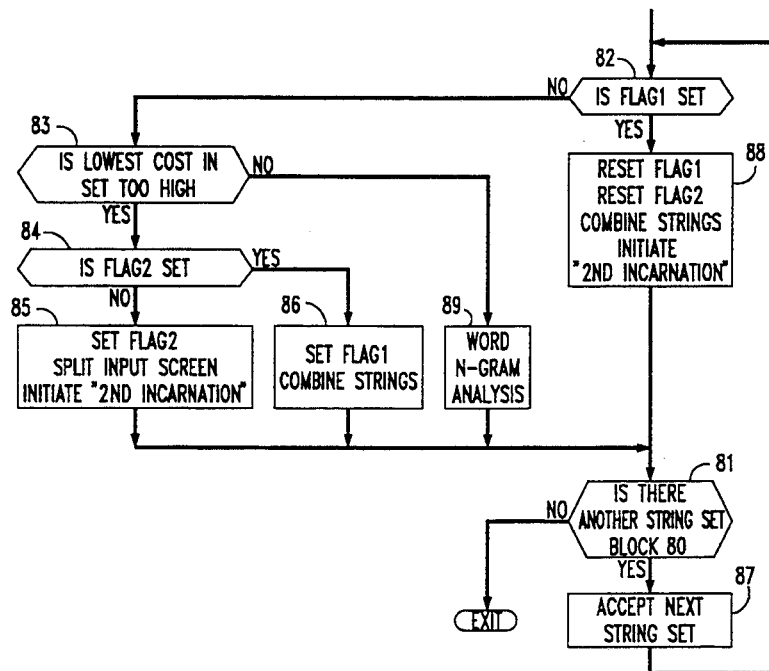 82
NO
IS FLAG1 SET
YES
83
IS LOWEST COST IN
SET TOO HIGH
NO
YES
88
RESET FLAG1
RESET FLAG2
COMBINE STRINGS
INITIATE
"2ND INCARNATION"
84
IS FLAG2 SET
YES
NO
85
SET FLAG2
SPLIT INPUT SCREEN
INITIATE "2ND INCARNATION"
86
SET FLAG1
COMBINE STRINGS
89
WORD
N-GRAM
ANALYSIS
81
IS THERE
ANOTHER STRING SET
BLOCK 80
NO
YES
EXIT
87
ACCEPT NEXT
STRING SET